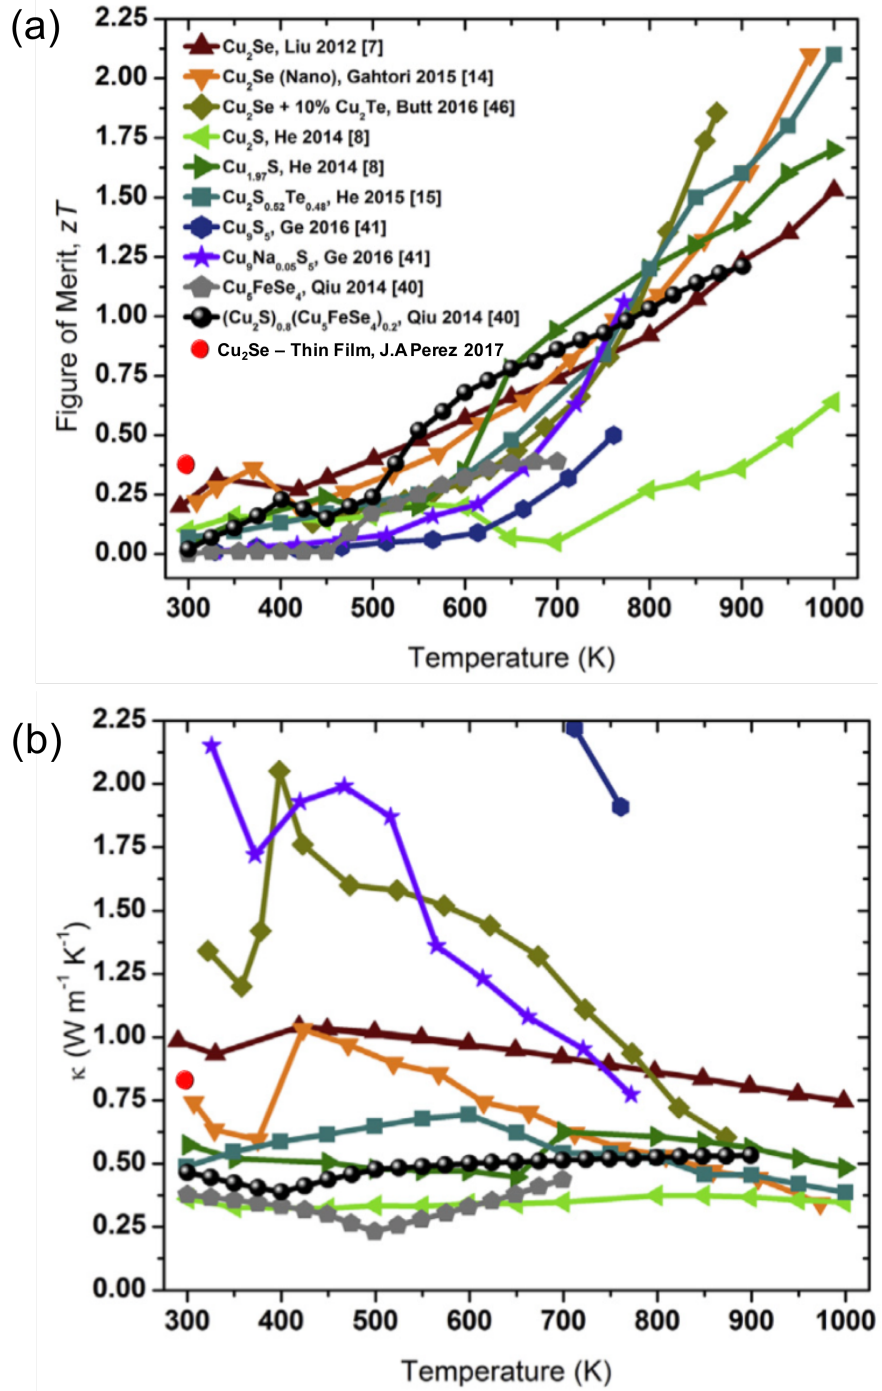 (a)
2.25
2.00
1.75
1.50
1.25
1.00
0.75
0.50
0.25
0.00
Figure of Merit, zT
Cu₂Se, Liu 2012 [7]
Cu₂Se (Nano), Gahtori 2015 [14]
Cu₂Se + 10% Cu₂Te, Butt 2016 [46]
Cu₂S, He 2014 [8]
Cu₁.₉₇S, He 2014 [8]
Cu₂S₀.₅₂Te₀.₄₈, He 2015 [15]
Cu₉S₅, Ge 2016 [41]
Cu₉Na₀.₀₅S₅, Ge 2016 [41]
Cu₅FeSe₄, Qiu 2014 [40]
(Cu₂S)₀.₈(Cu₅FeSe₄)₀.₂, Qiu 2014 [40]
Cu₂Se – Thin Film, J.A Perez 2017
300 400 500 600 700 800 900 1000
Temperature (K)
(b)
2.25
2.00
1.75
1.50
1.25
1.00
0.75
0.50
0.25
0.00
κ (W m⁻¹ K⁻¹)
300 400 500 600 700 800 900 1000
Temperature (K)